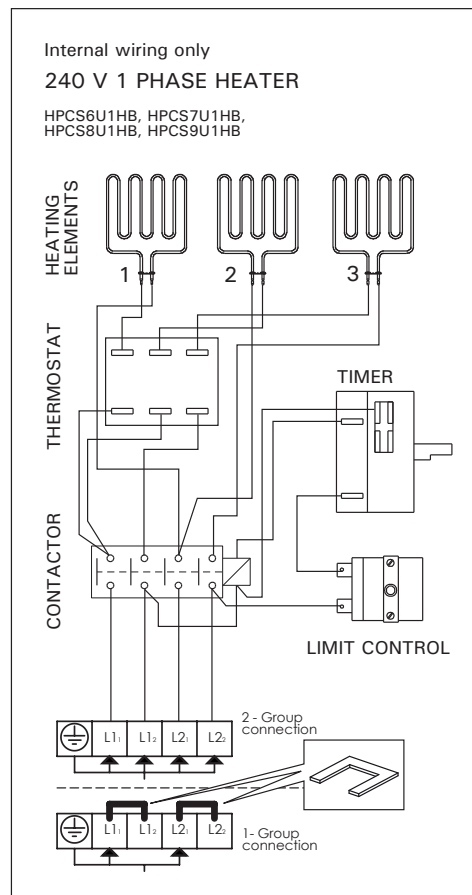 Internal wiring only
240 V 1 PHASE HEATER
HPCS6U1HB, HPCS7U1HB,
HPCS8U1HB, HPCS9U1HB
HEATING
ELEMENTS
1
2
3
THERMOSTAT
TIMER
CONTACTOR
LIMIT CONTROL
2 - Group
connection
L1₁ L1₂ L2₁ L2₂
L1₁ L1₂ L2₁ L2₂
1- Group
connection